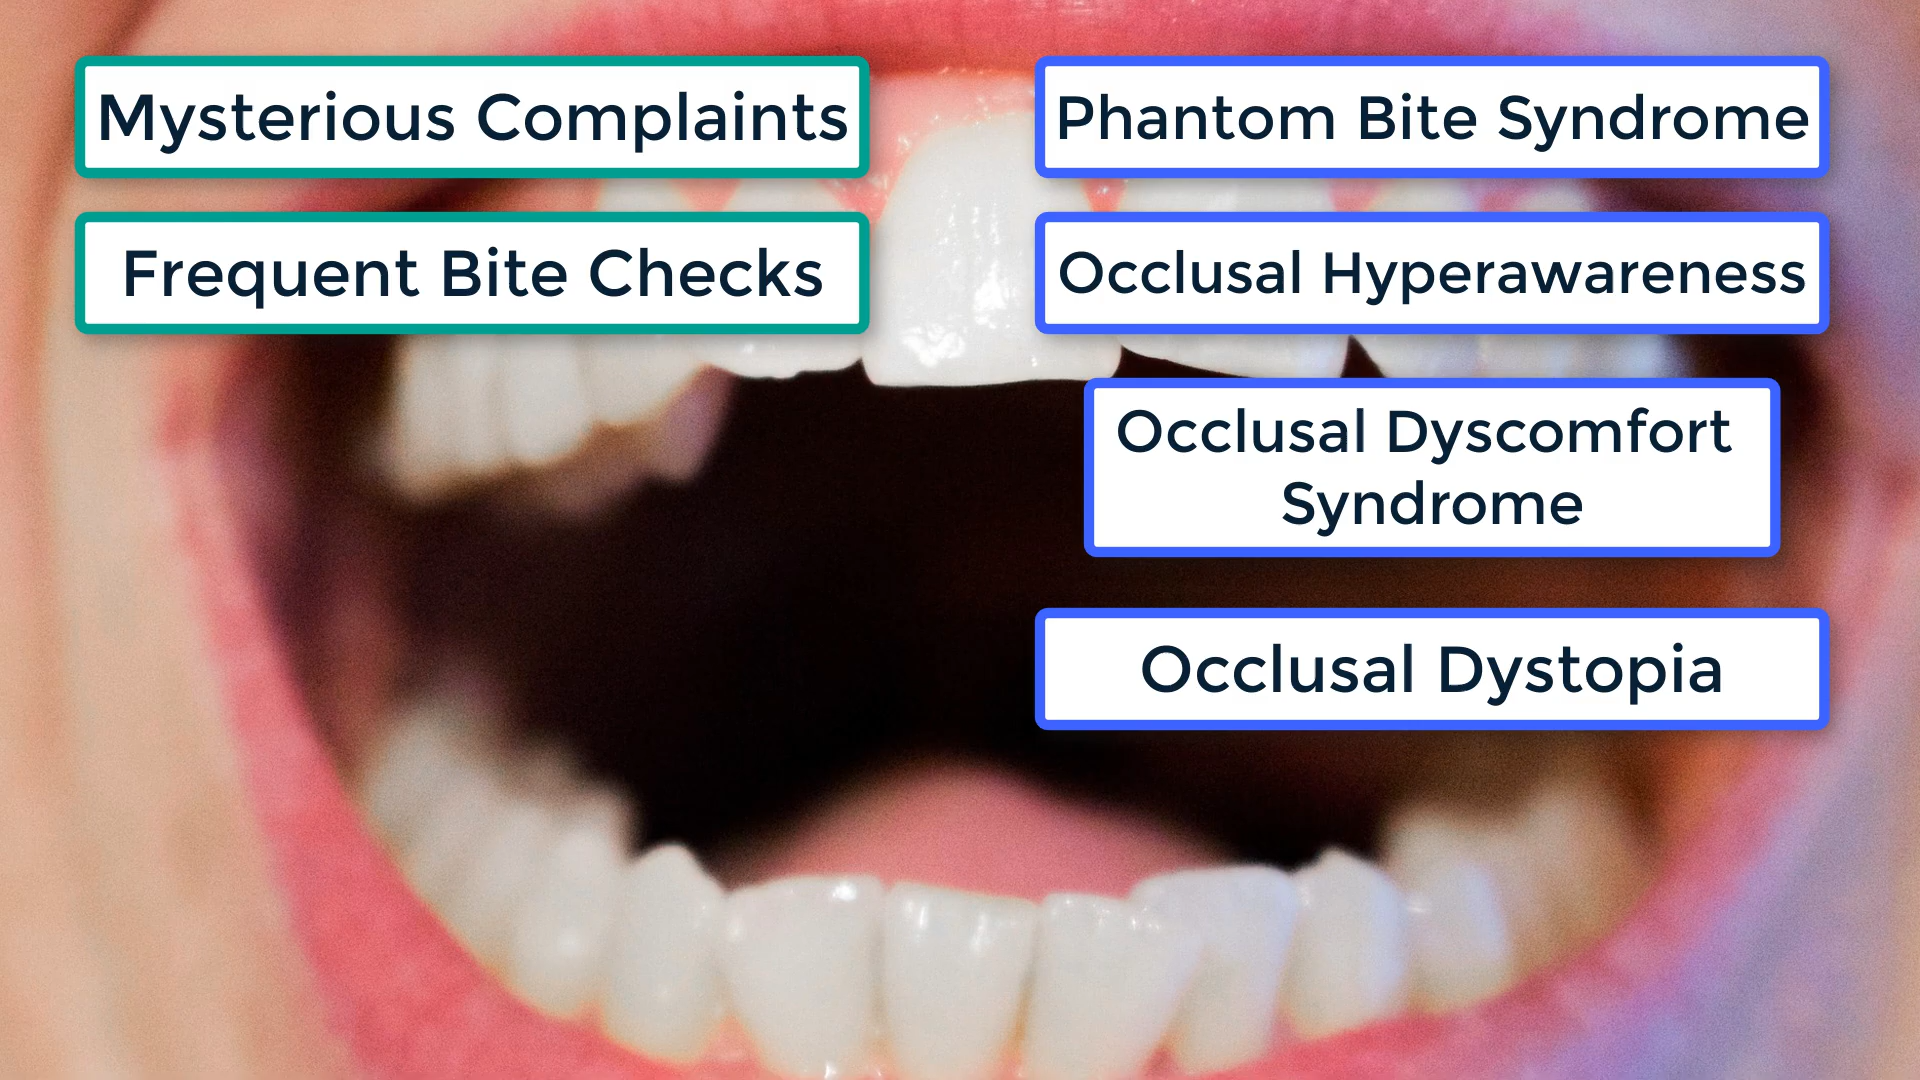 Mysterious Complaints
Frequent Bite Checks
Phantom Bite Syndrome
Occlusal Hyperawareness
Occlusal Dyscomfort
Syndrome
Occlusal Dystopia